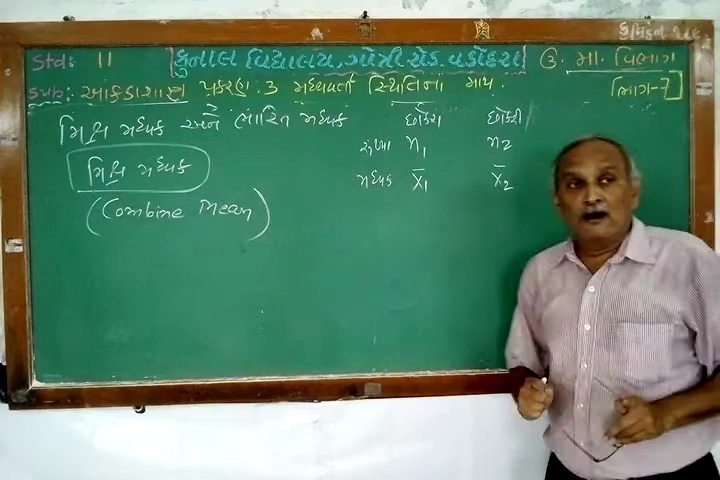 Std: 11 કુનાલ વિદ્યાલય, ગોત્રી રોડ. વડોદરા ઉ. મા. વિભાગ
Sub: આંકડાશાસ્ત્ર પ્રકરણ. 3 મધ્યવર્તી સ્થિતિના માપ. ભાગ-7
મિશ્ર મધ્યક અને ભારિત મધ્યક છોકરા છોકરી
સંખ્યા n₁ n₂
મિશ્ર મધ્યક
મધ્યક x̄₁ x̄₂
(Combine Mean)